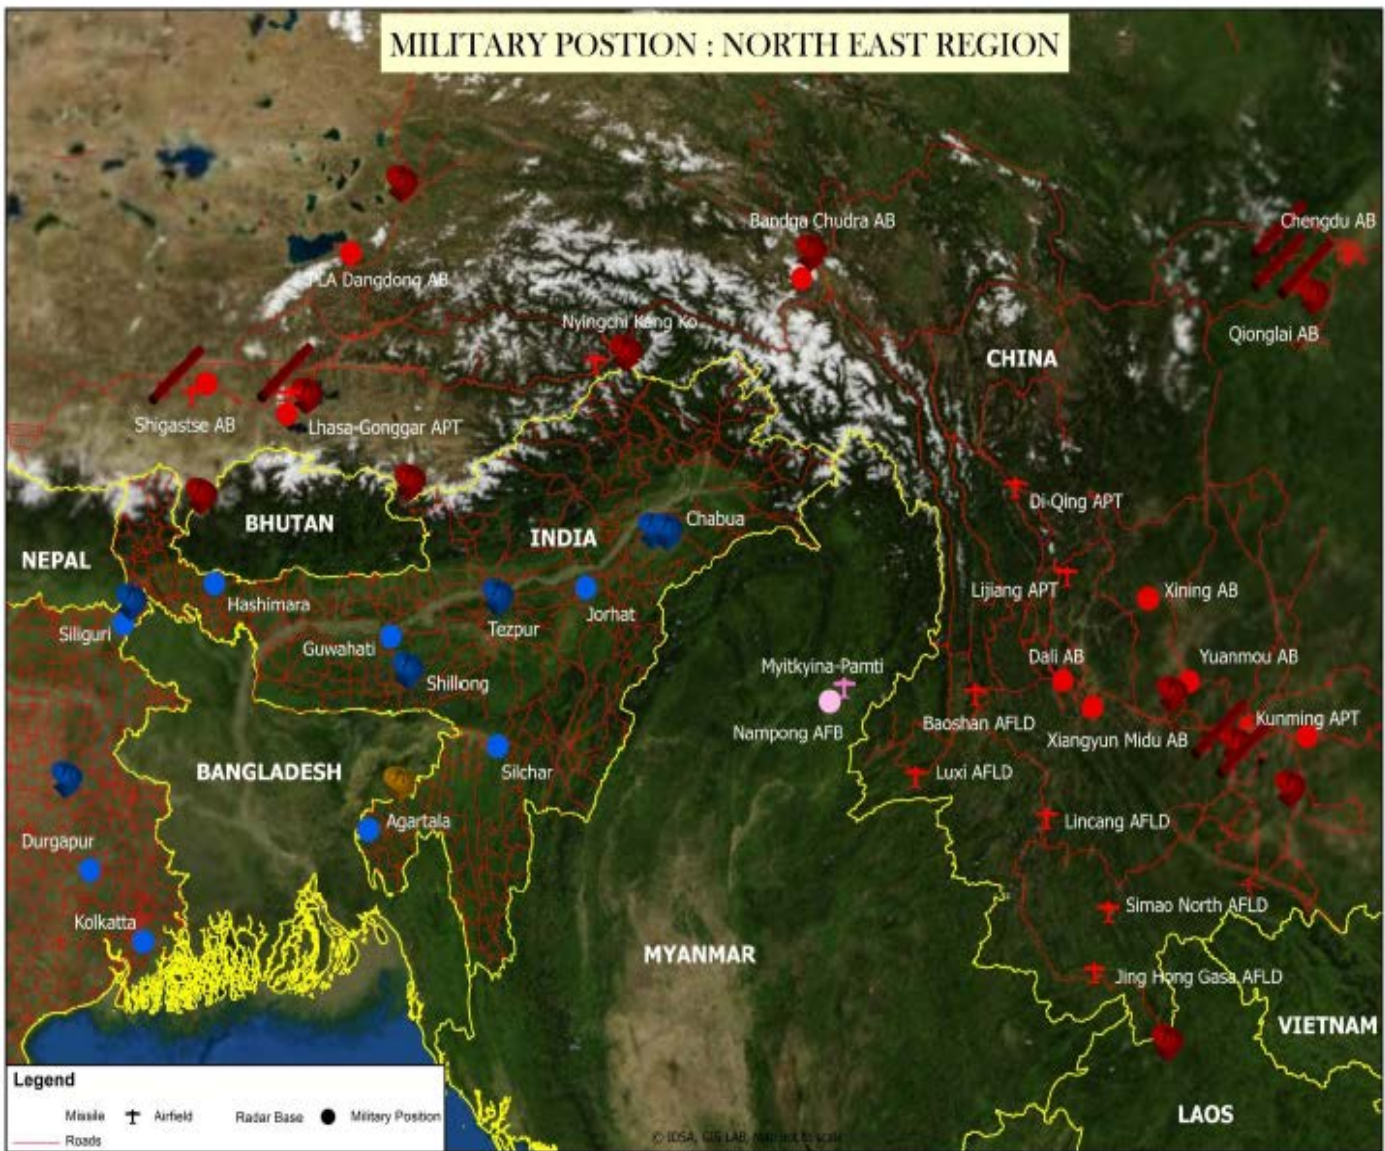 MILITARY POSTION : NORTH EAST REGION
Bandga Chudra AB
Chengdu AB
PLA Dangdong AB
Nyingchi Kang Ko
Qionglai AB
CHINA
Shigastse AB
Lhasa-Gonggar APT
Di-Qing APT
BHUTAN
Chabua
INDIA
NEPAL
Lijiang APT
Xining AB
Hashimara
Jorhat
Siliguri
Tezpur
Guwahati
Dali AB
Yuanmou AB
Myitkyina-Pamti
Shillong
Kunming APT
Baoshan AFLD
Nampong AFB
Xiangyun Midu AB
BANGLADESH
Silchar
Luxi AFLD
Agartala
Lincang AFLD
Durgapur
Simao North AFLD
Kolkatta
MYANMAR
Jing Hong Gasa AFLD
VIETNAM
LAOS
Legend
Missile Airfield Radar Base Military Position
Roads
© IDSA, GIS LAB, Map not to scale